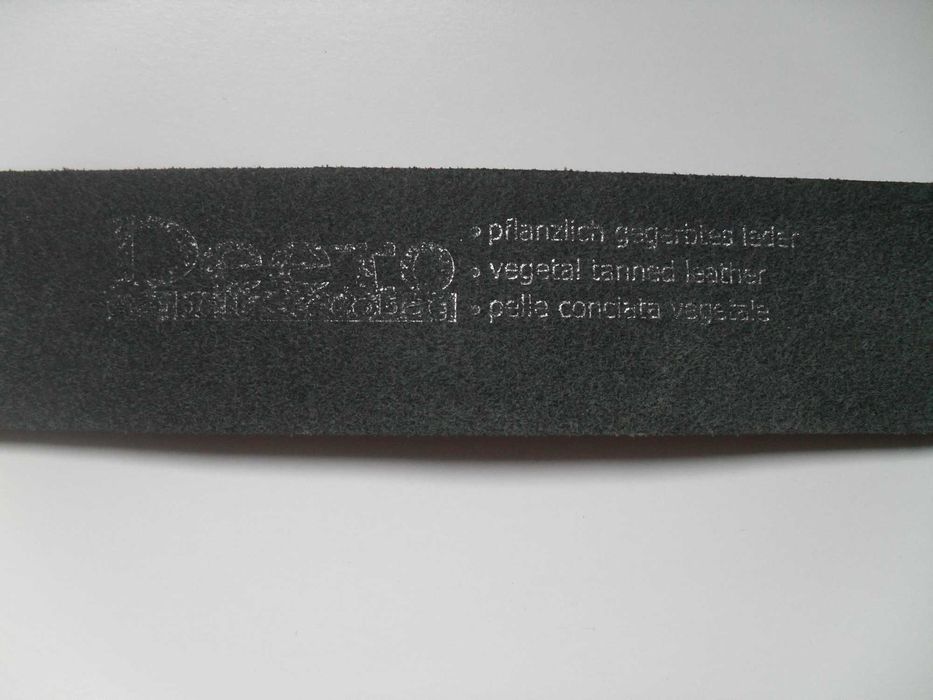 • pflanzlich gegerbtes leder
• vegetal tanned leather
• pelle conciata vegetale